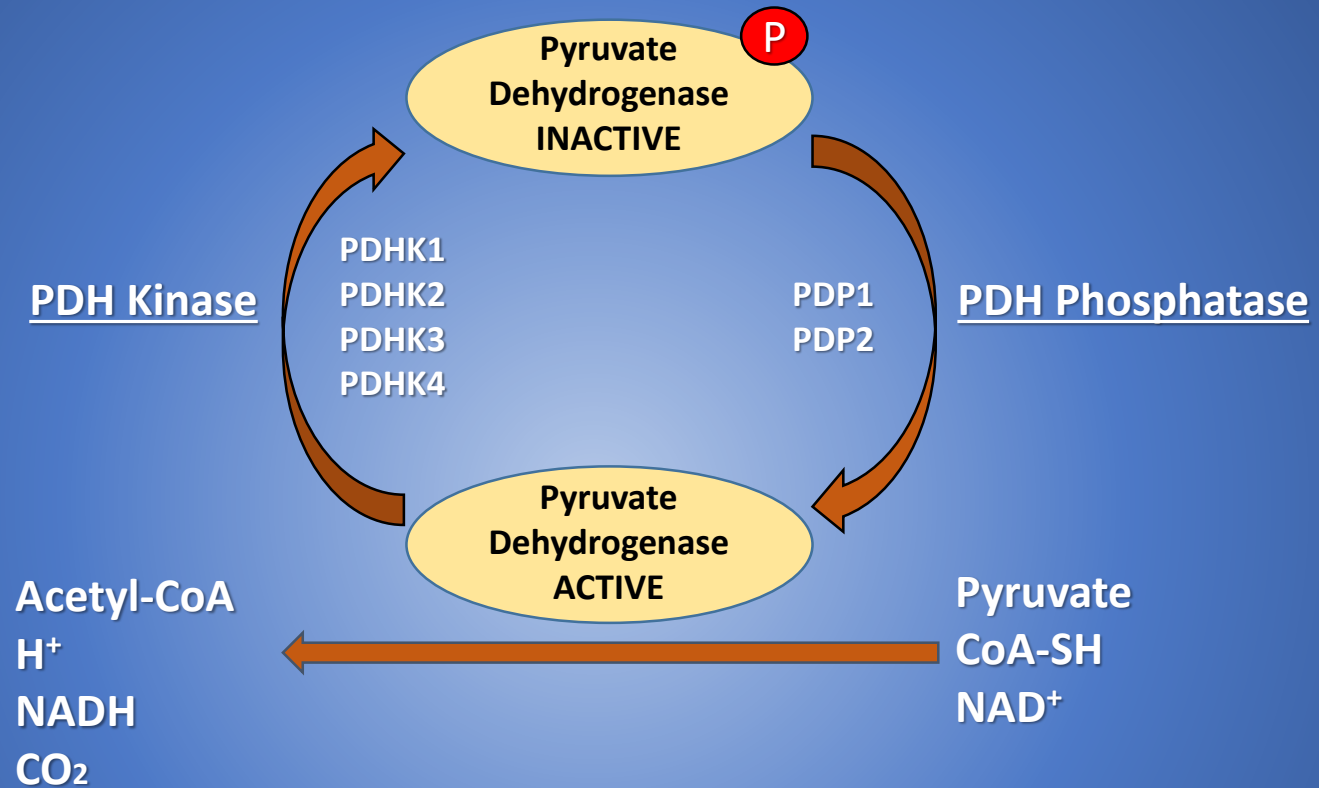 P
Pyruvate
Dehydrogenase
INACTIVE
PDH Kinase
PDHK1
PDHK2
PDHK3
PDHK4
PDP1
PDP2
PDH Phosphatase
Pyruvate
Dehydrogenase
ACTIVE
Acetyl-CoA
H⁺
NADH
CO₂
Pyruvate
CoA-SH
NAD⁺